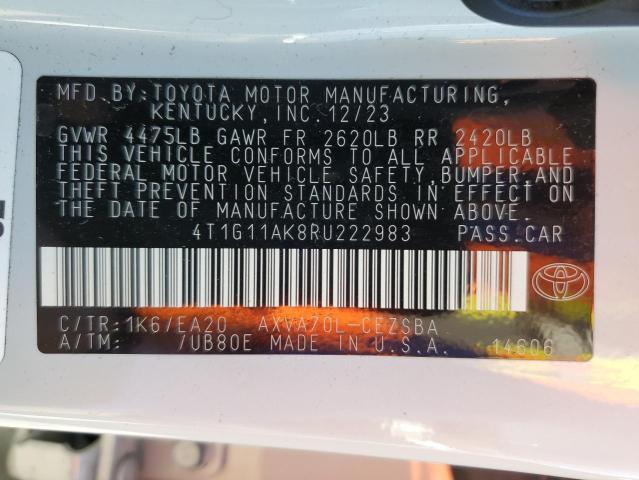 MFD. BY: TOYOTA MOTOR MANUFACTURING,
KENTUCKY, INC. 12/23
GVWR 4475LB GAWR FR 2620LB RR 2420LB
THIS VEHICLE CONFORMS TO ALL APPLICABLE
FEDERAL MOTOR VEHICLE SAFETY, BUMPER, AND
THEFT PREVENTION STANDARDS IN EFFECT ON
THE DATE OF MANUFACTURE SHOWN ABOVE.
4T1G11AK8RU222983 PASS. CAR
C/TR: 1K6/EA20 AXVA70L-CEZSBA
A/TM: /UB80E MADE IN U.S.A. 14606